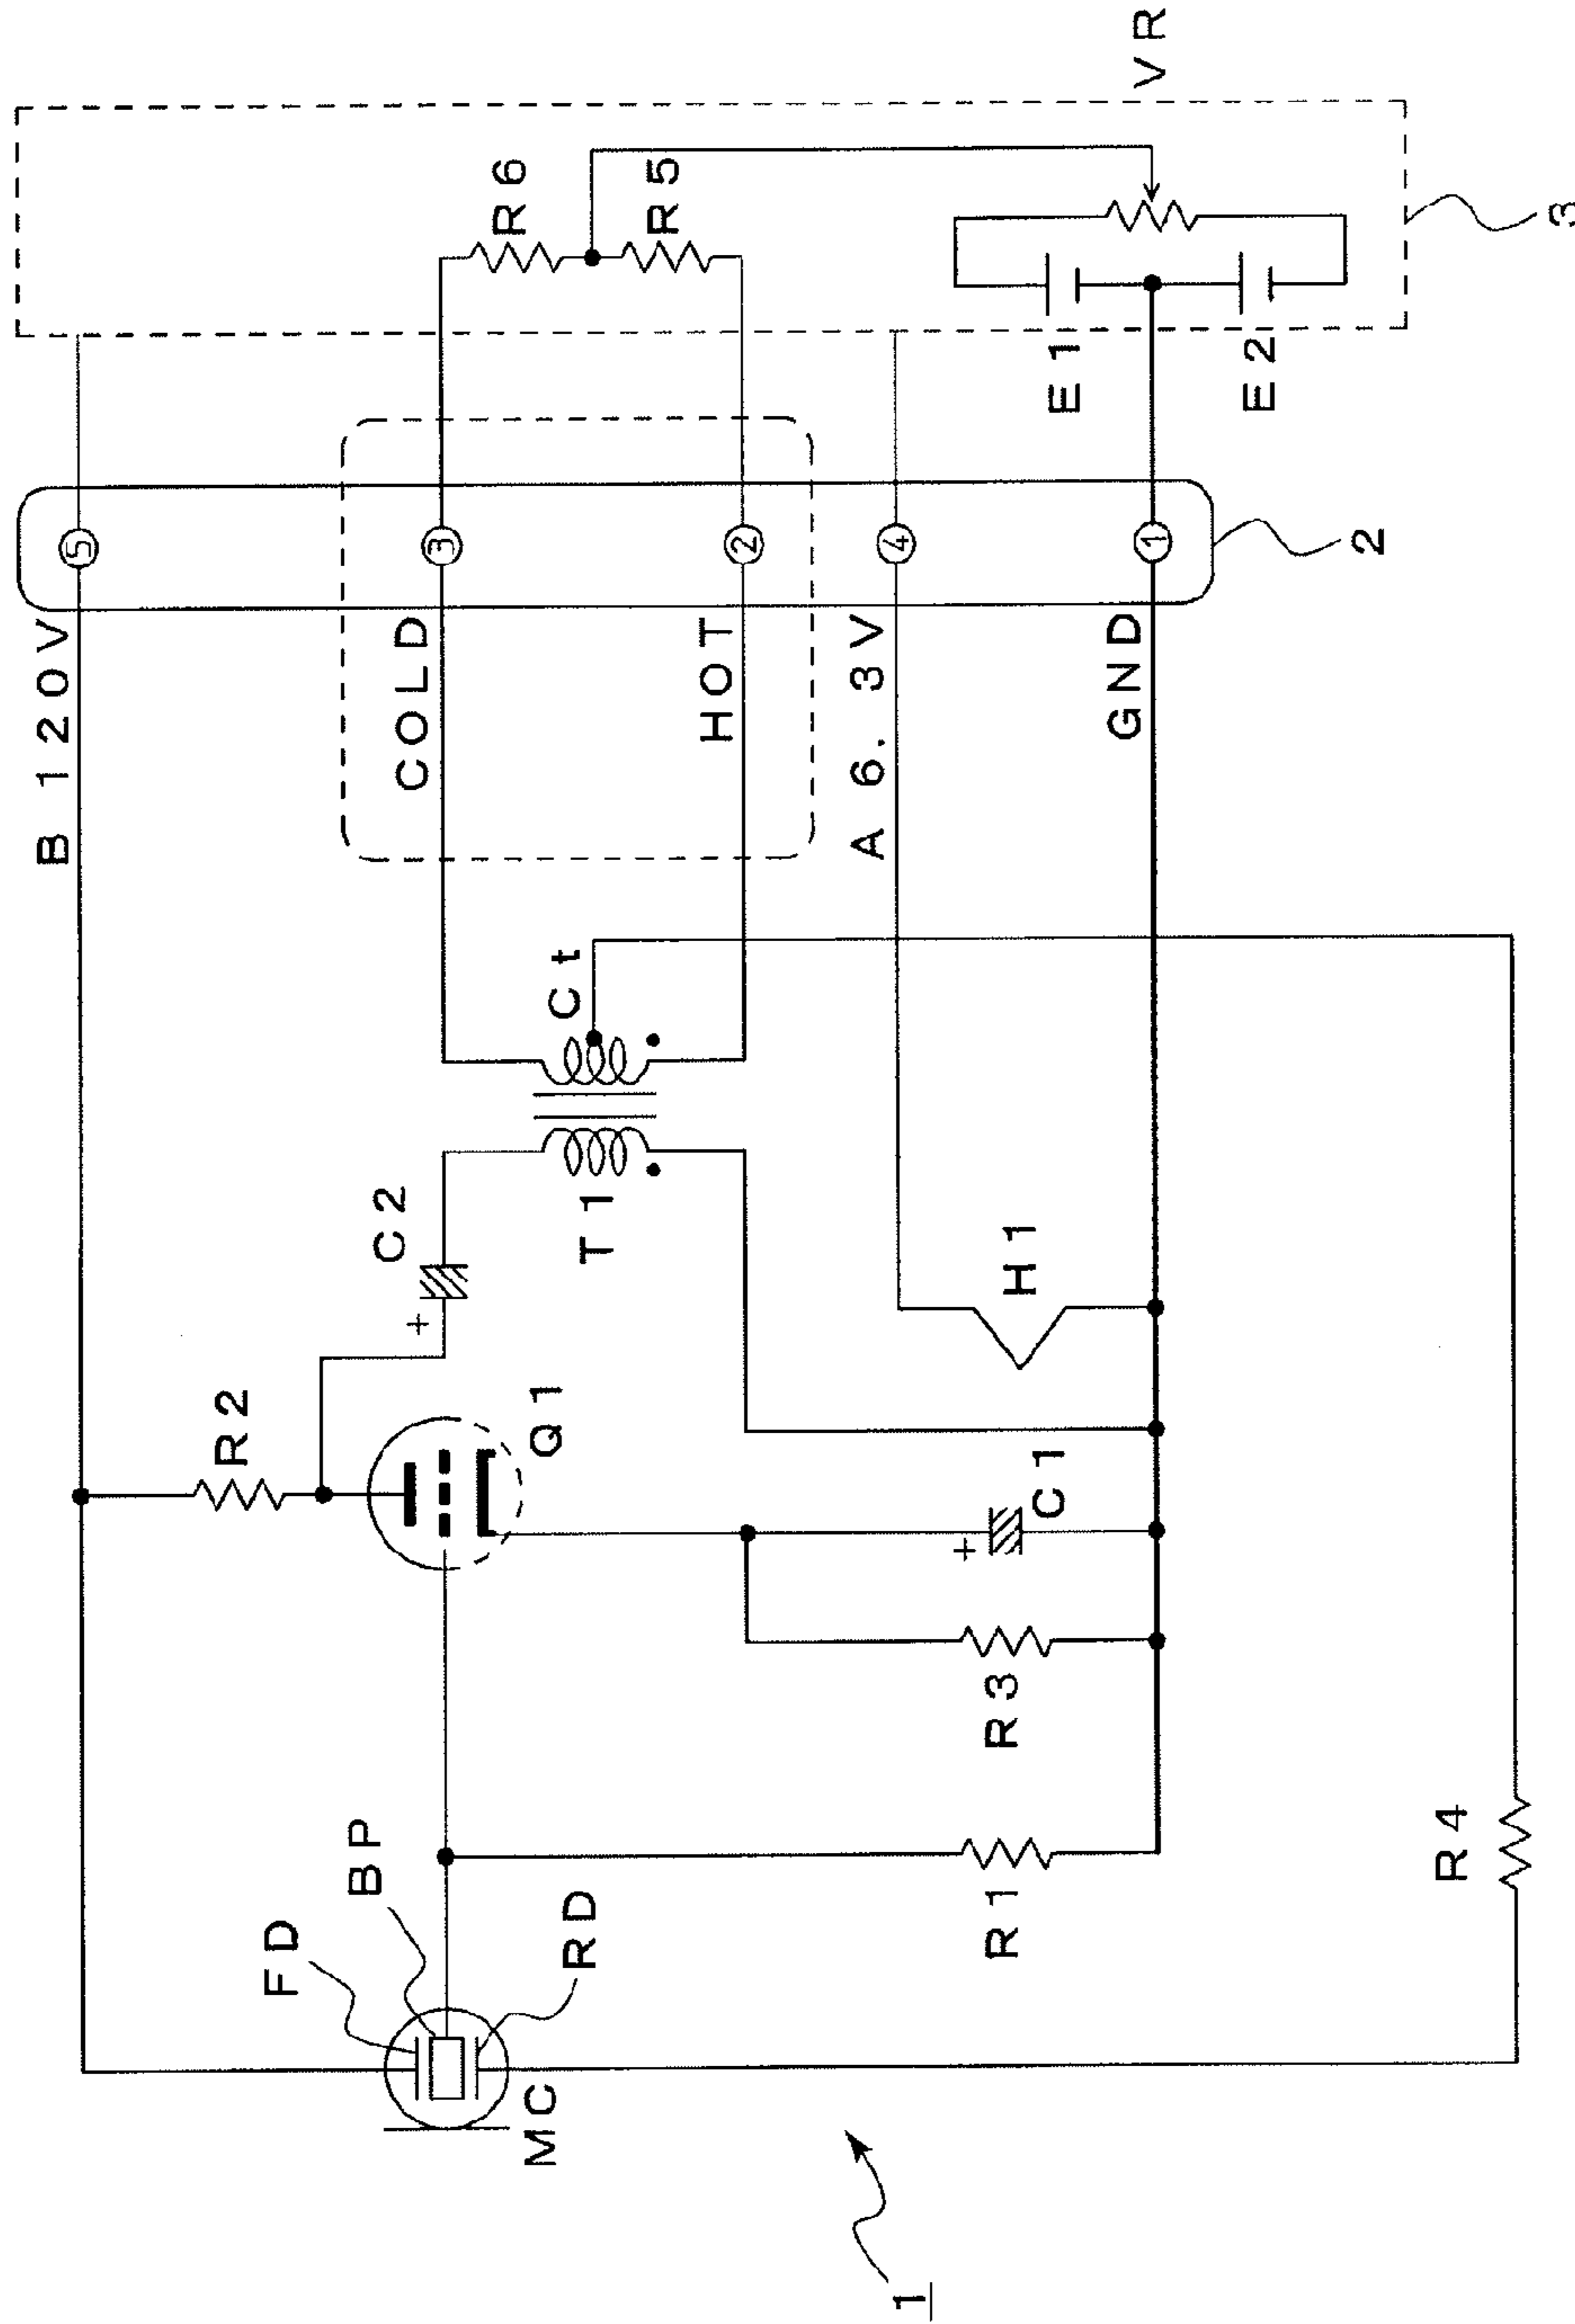 1
MC
FD
BP
RD
R1
R3
R4
R2
Q1
C1
C2
T1
H1
Ct
B 120V
COLD
HOT
A 6. 3V
GND
5
3
2
4
1
2
E1
E2
R6
R5
VR
3